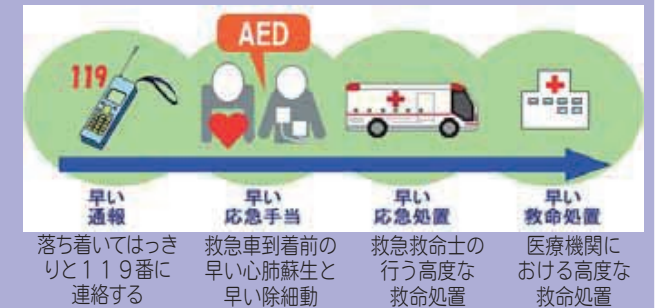 119
AED
早い
通報
早い
応急手当
早い
応急処置
早い
救命処置
落ち着いてはっき
りと１１９番に
連絡する
救急車到着前の
早い心肺蘇生と
早い除細動
救急救命士の
行う高度な
救命処置
医療機関に
おける高度な
救命処置